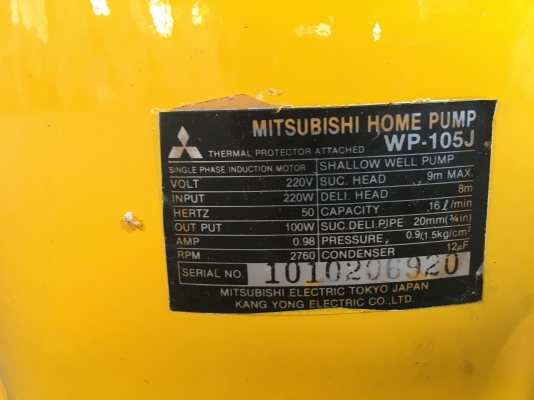 MITSUBISHI HOME PUMP
THERMAL PROTECTOR ATTACHED WP-105J
SINGLE PHASE INDUCTION MOTOR SHALLOW WELL PUMP
VOLT 220V SUC. HEAD 9m MAX.
INPUT 220W DELI. HEAD 8m
HERTZ 50 CAPACITY 16 ℓ/min
OUT PUT 100W SUC.DELI.PIPE 20mm (¾in)
AMP 0.98 PRESSURE 0.9(1.5kg/cm²)
RPM 2760 CONDENSER 12μF
SERIAL NO. 1010206920
MITSUBISHI ELECTRIC TOKYO JAPAN
KANG YONG ELECTRIC CO.,LTD.